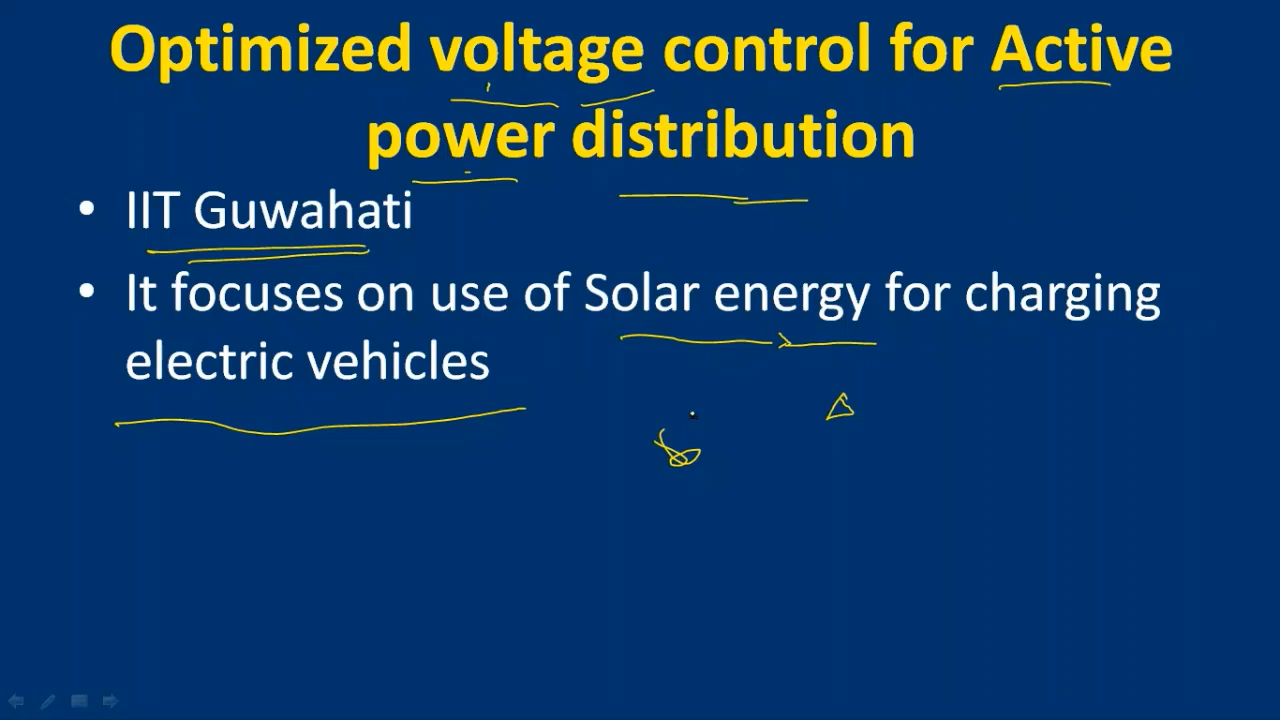 Optimized voltage control for Active
power distribution
• IIT Guwahati
• It focuses on use of Solar energy for charging
electric vehicles